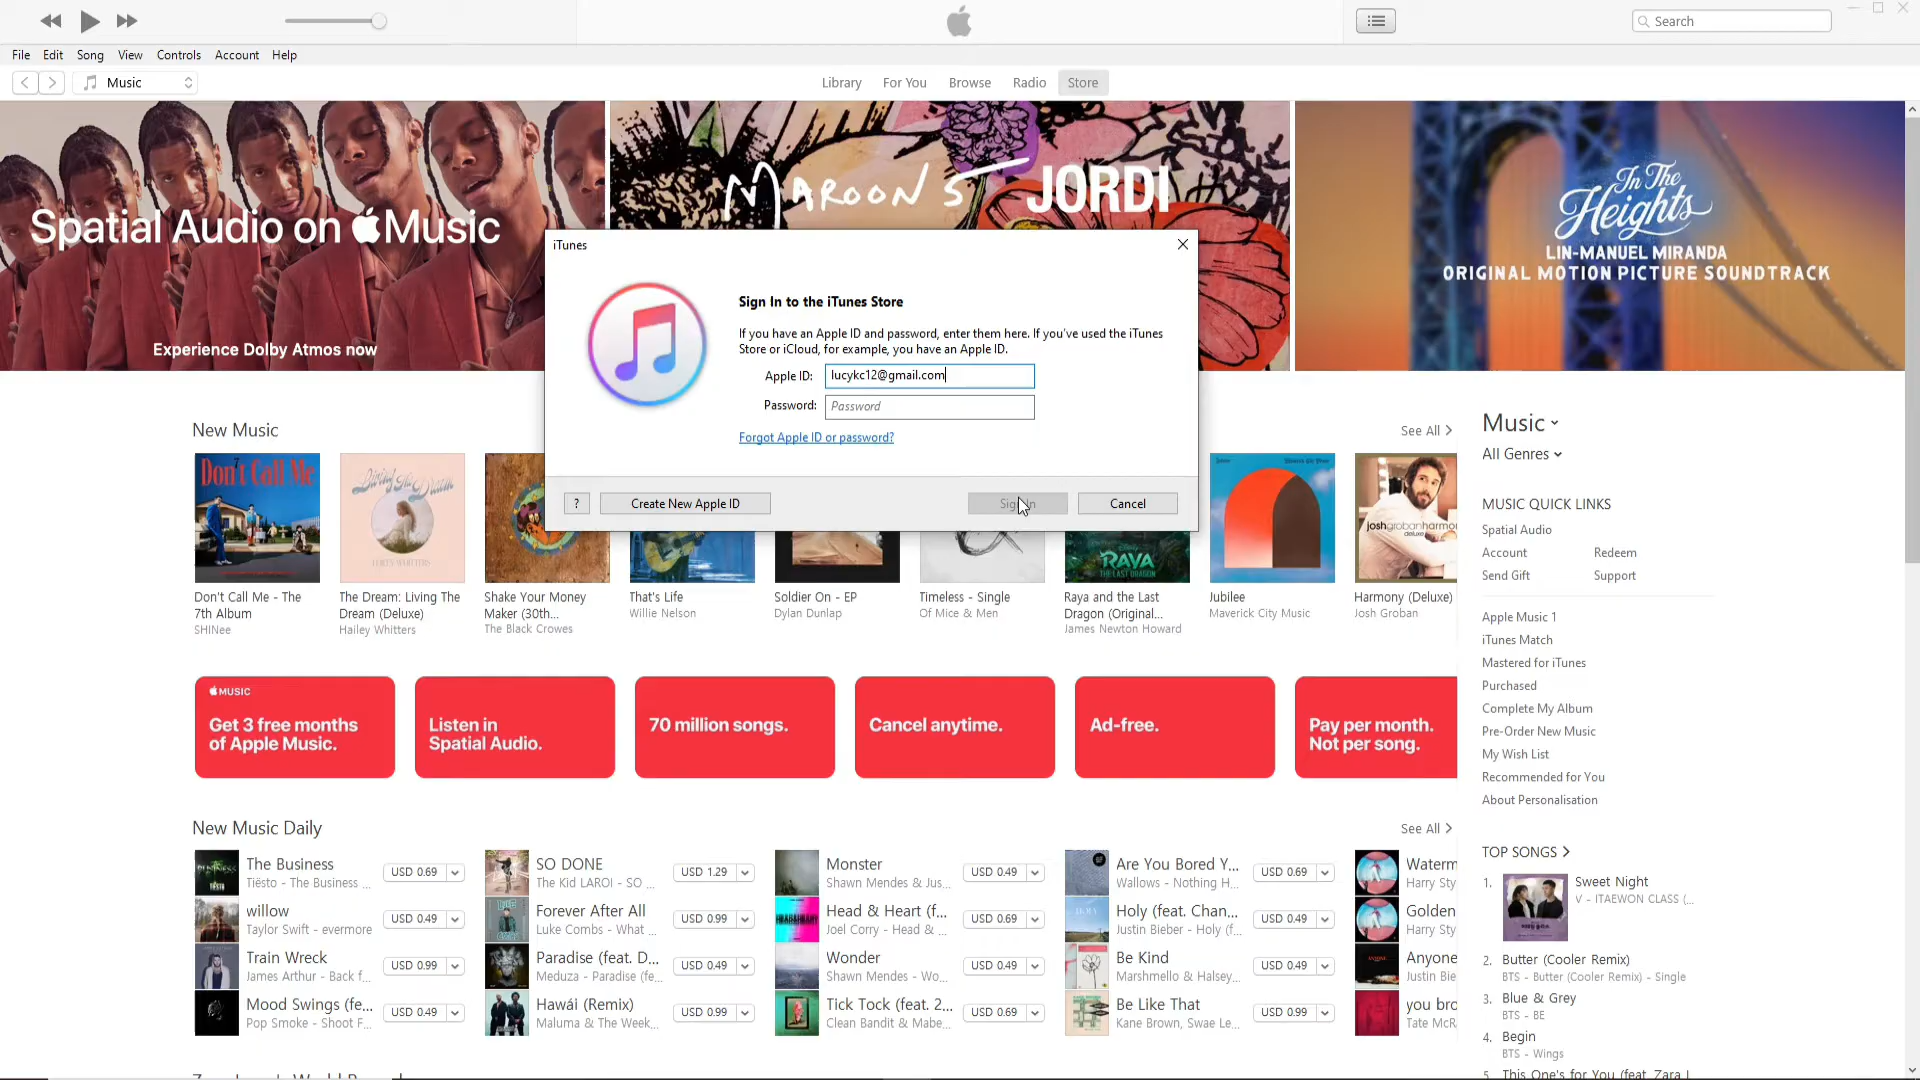 Search
File Edit Song View Controls Account Help
Music
Library For You Browse Radio Store
Spatial Audio on Music
Experience Dolby Atmos now
MAROON 5 JORDI
In The
Heights
LIN-MANUEL MIRANDA
ORIGINAL MOTION PICTURE SOUNDTRACK
iTunes
Sign In to the iTunes Store
If you have an Apple ID and password, enter them here. If you've used the iTunes
Store or iCloud, for example, you have an Apple ID.
Apple ID: lucykc12@gmail.com
Password: Password
Forgot Apple ID or password?
? Create New Apple ID
Cancel
New Music
See All >
Don't Call Me
HAILEY WHITTERS
RAYA
THE LAST DRAGON
joshgrobanharmony
deluxe
Don't Call Me - The
7th Album
SHINee
The Dream: Living The
Dream (Deluxe)
Hailey Whitters
Shake Your Money
Maker (30th...
The Black Crowes
That's Life
Willie Nelson
Soldier On - EP
Dylan Dunlap
Timeless - Single
Of Mice & Men
Raya and the Last
Dragon (Original...
James Newton Howard
Jubilee
Maverick City Music
Harmony (Deluxe)
Josh Groban
MUSIC
Get 3 free months
of Apple Music.
Listen in
Spatial Audio.
70 million songs.
Cancel anytime.
Ad-free.
Pay per month.
Not per song.
New Music Daily
See All >
The Business
Tiësto - The Business ...
USD 0.69
SO DONE
The Kid LAROI - SO ...
USD 1.29
Monster
Shawn Mendes & Jus...
USD 0.49
Are You Bored Y...
Wallows - Nothing H...
USD 0.69
Waterm
Harry Sty
willow
Taylor Swift - evermore
USD 0.49
Forever After All
Luke Combs - What ...
USD 0.99
Head & Heart (f...
Joel Corry - Head & ...
USD 0.69
Holy (feat. Chan...
Justin Bieber - Holy (f...
USD 0.49
Golden
Harry Sty
Train Wreck
James Arthur - Back f...
USD 0.99
Paradise (feat. D...
Meduza - Paradise (fe...
USD 0.49
Wonder
Shawn Mendes - Wo...
USD 0.49
Be Kind
Marshmello & Halsey...
USD 0.49
Anyone
Justin Bie
Mood Swings (fe...
Pop Smoke - Shoot F...
USD 0.49
Hawái (Remix)
Maluma & The Week...
USD 0.99
Tick Tock (feat. 2...
Clean Bandit & Mabe...
USD 0.69
Be Like That
Kane Brown, Swae Le...
USD 0.99
you bro
Tate McR
Music
All Genres
MUSIC QUICK LINKS
Spatial Audio
Account Redeem
Send Gift Support
Apple Music 1
iTunes Match
Mastered for iTunes
Purchased
Complete My Album
Pre-Order New Music
My Wish List
Recommended for You
About Personalisation
TOP SONGS >
1. Sweet Night
V - ITAEWON CLASS (...
2. Butter (Cooler Remix)
BTS - Butter (Cooler Remix) - Single
3. Blue & Grey
BTS - BE
4. Begin
BTS - Wings
5. This One's for You (feat. Zara L